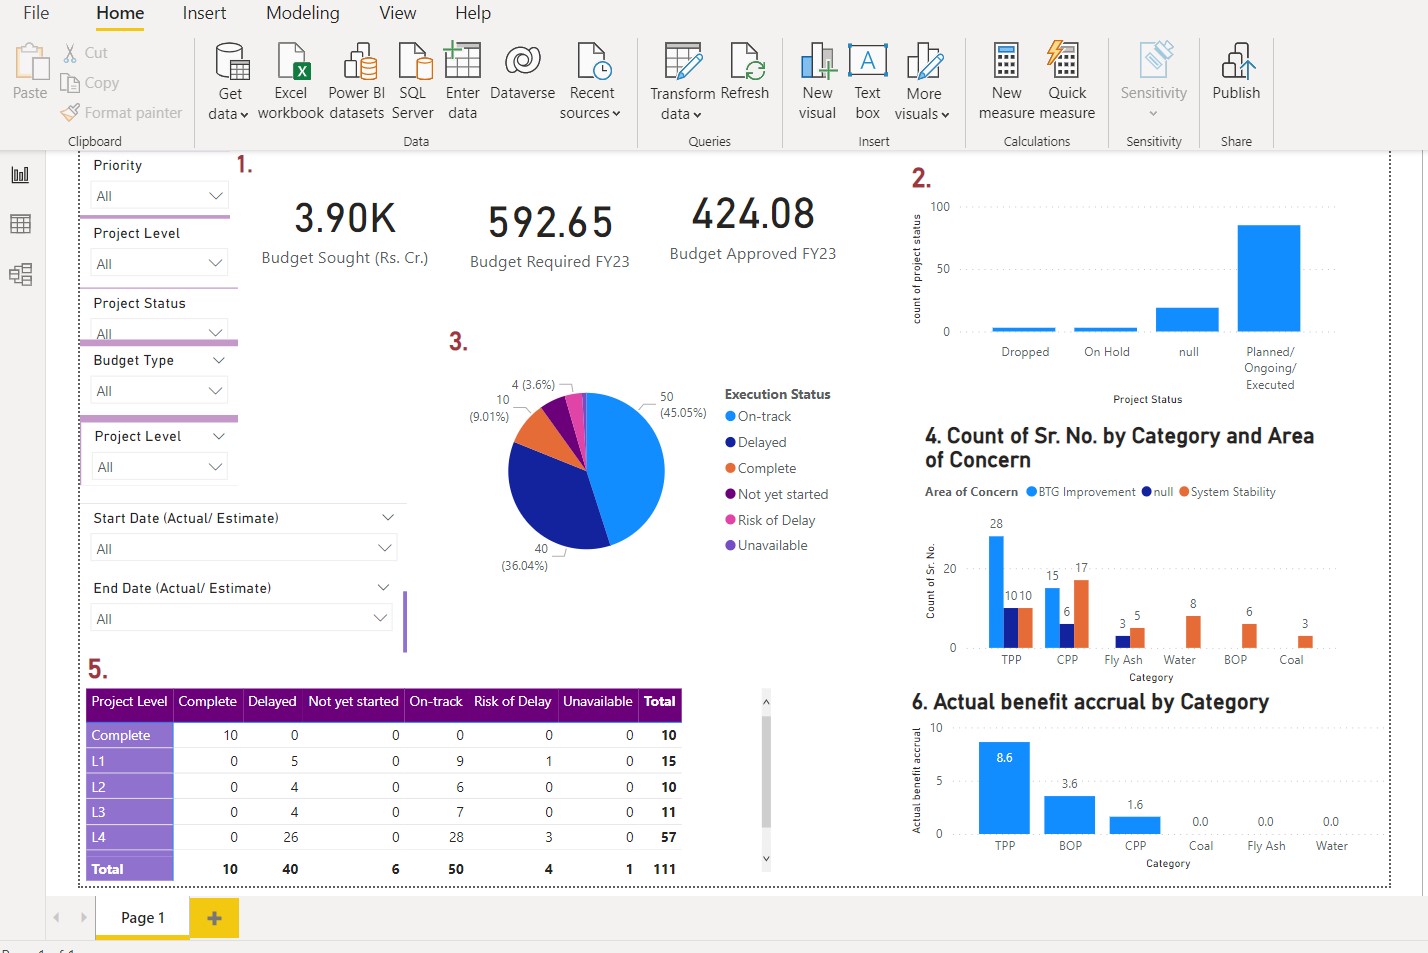 File Home Insert Modeling View Help
Paste
Cut
Copy
Format painter
Clipboard
Get data
Excel workbook
Power BI datasets
SQL Server
Enter data
Dataverse
Recent sources
Data
Transform data
Refresh
Queries
New visual
Text box
More visuals
Insert
New measure
Quick measure
Calculations
Sensitivity
Sensitivity
Publish
Share
Priority
All
Project Level
All
Project Status
All
Budget Type
All
Project Level
All
Start Date (Actual/ Estimate)
All
End Date (Actual/ Estimate)
All
1.
3.90K
Budget Sought (Rs. Cr.)
592.65
Budget Required FY23
424.08
Budget Approved FY23
2.
count of project status
100
50
0
Dropped On Hold null Planned/
Ongoing/
Executed
Project Status
3.
4 (3.6%)
10
(9.01%)
50
(45.05%)
40
(36.04%)
Execution Status
On-track
Delayed
Complete
Not yet started
Risk of Delay
Unavailable
4. Count of Sr. No. by Category and Area
of Concern
Area of Concern BTG Improvement null System Stability
Count of Sr. No.
20
0
28 10 10
15 6 17
3 5
8
6
3
TPP CPP Fly Ash Water BOP Coal
Category
5.
Project Level Complete Delayed Not yet started On-track Risk of Delay Unavailable Total
Complete 10 0 0 0 0 0 10
L1 0 5 0 9 1 0 15
L2 0 4 0 6 0 0 10
L3 0 4 0 7 0 0 11
L4 0 26 0 28 3 0 57
Total 10 40 6 50 4 1 111
6. Actual benefit accrual by Category
Actual benefit accrual
10
5
0
8.6 3.6 1.6 0.0 0.0 0.0
TPP BOP CPP Coal Fly Ash Water
Category
Page 1